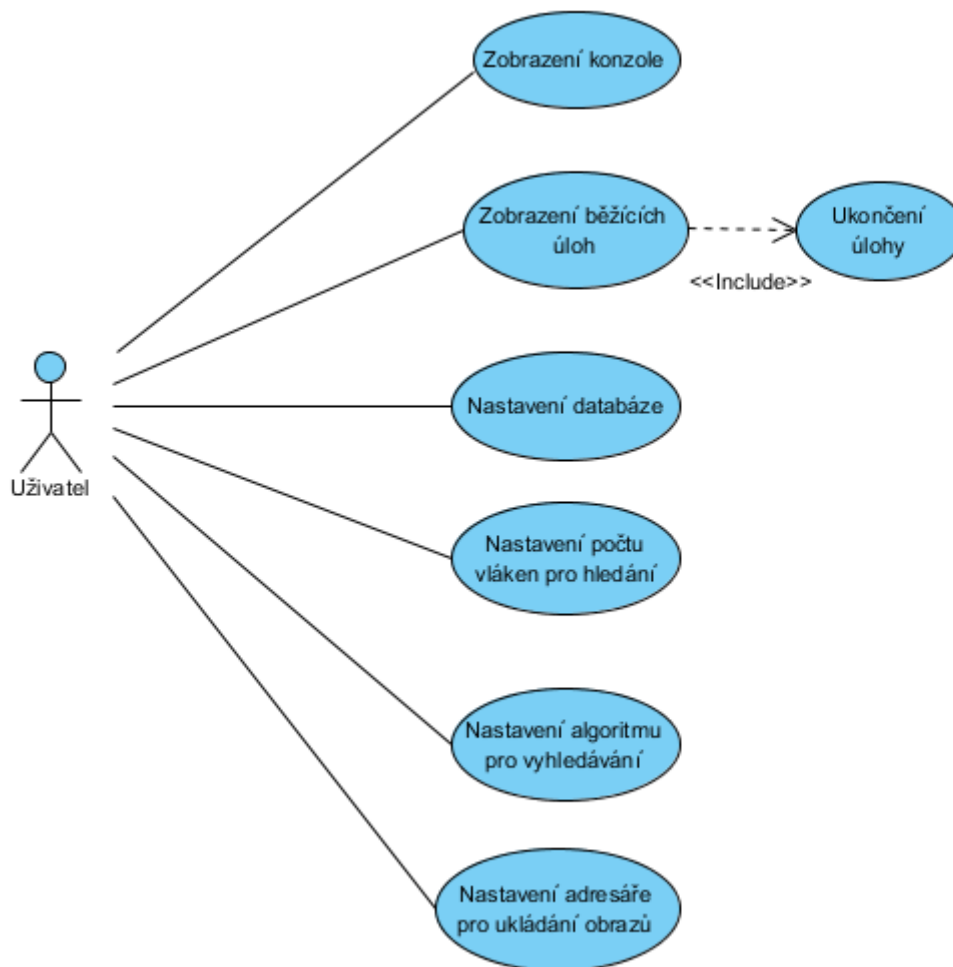 Zobrazení konzole
Zobrazení běžících
úloh
Ukončení
úlohy
<<Include>>
Nastavení databáze
Uživatel
Nastavení počtu
vláken pro hledání
Nastavení algoritmu
pro vyhledávání
Nastavení adresáře
pro ukládání obrazů